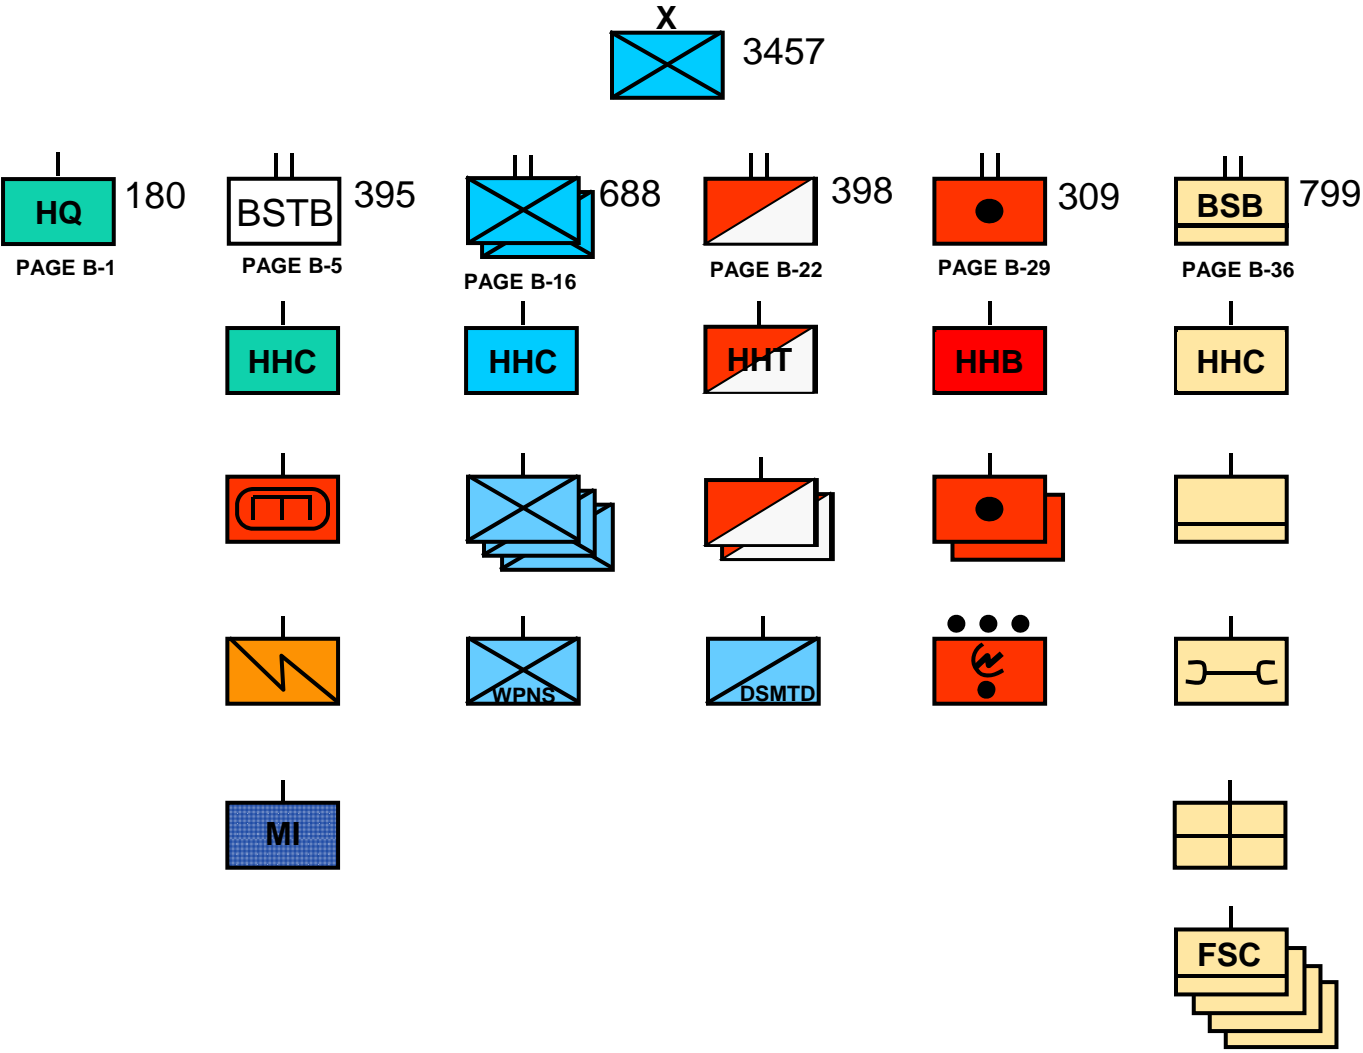 X
3457
HQ 180
BSTB 395
688
398
309
BSB 799
PAGE B-1
PAGE B-5
PAGE B-16
PAGE B-22
PAGE B-29
PAGE B-36
HHC
HHC
HHT
HHB
HHC
WPNS
DSMTD
MI
FSC